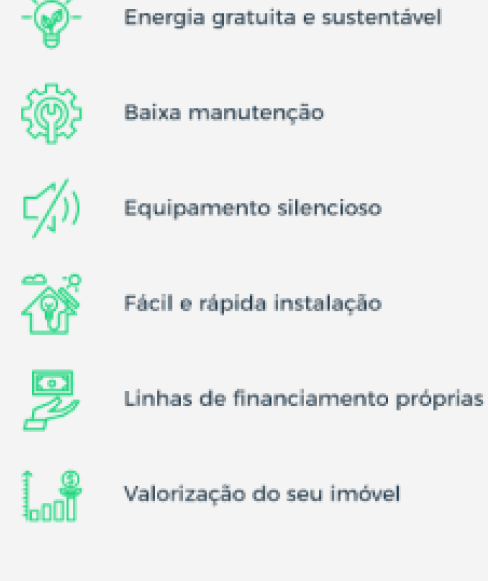 Energia gratuita e sustentável
Baixa manutenção
Equipamento silencioso
Fácil e rápida instalação
Linhas de financiamento próprias
Valorização do seu imóvel